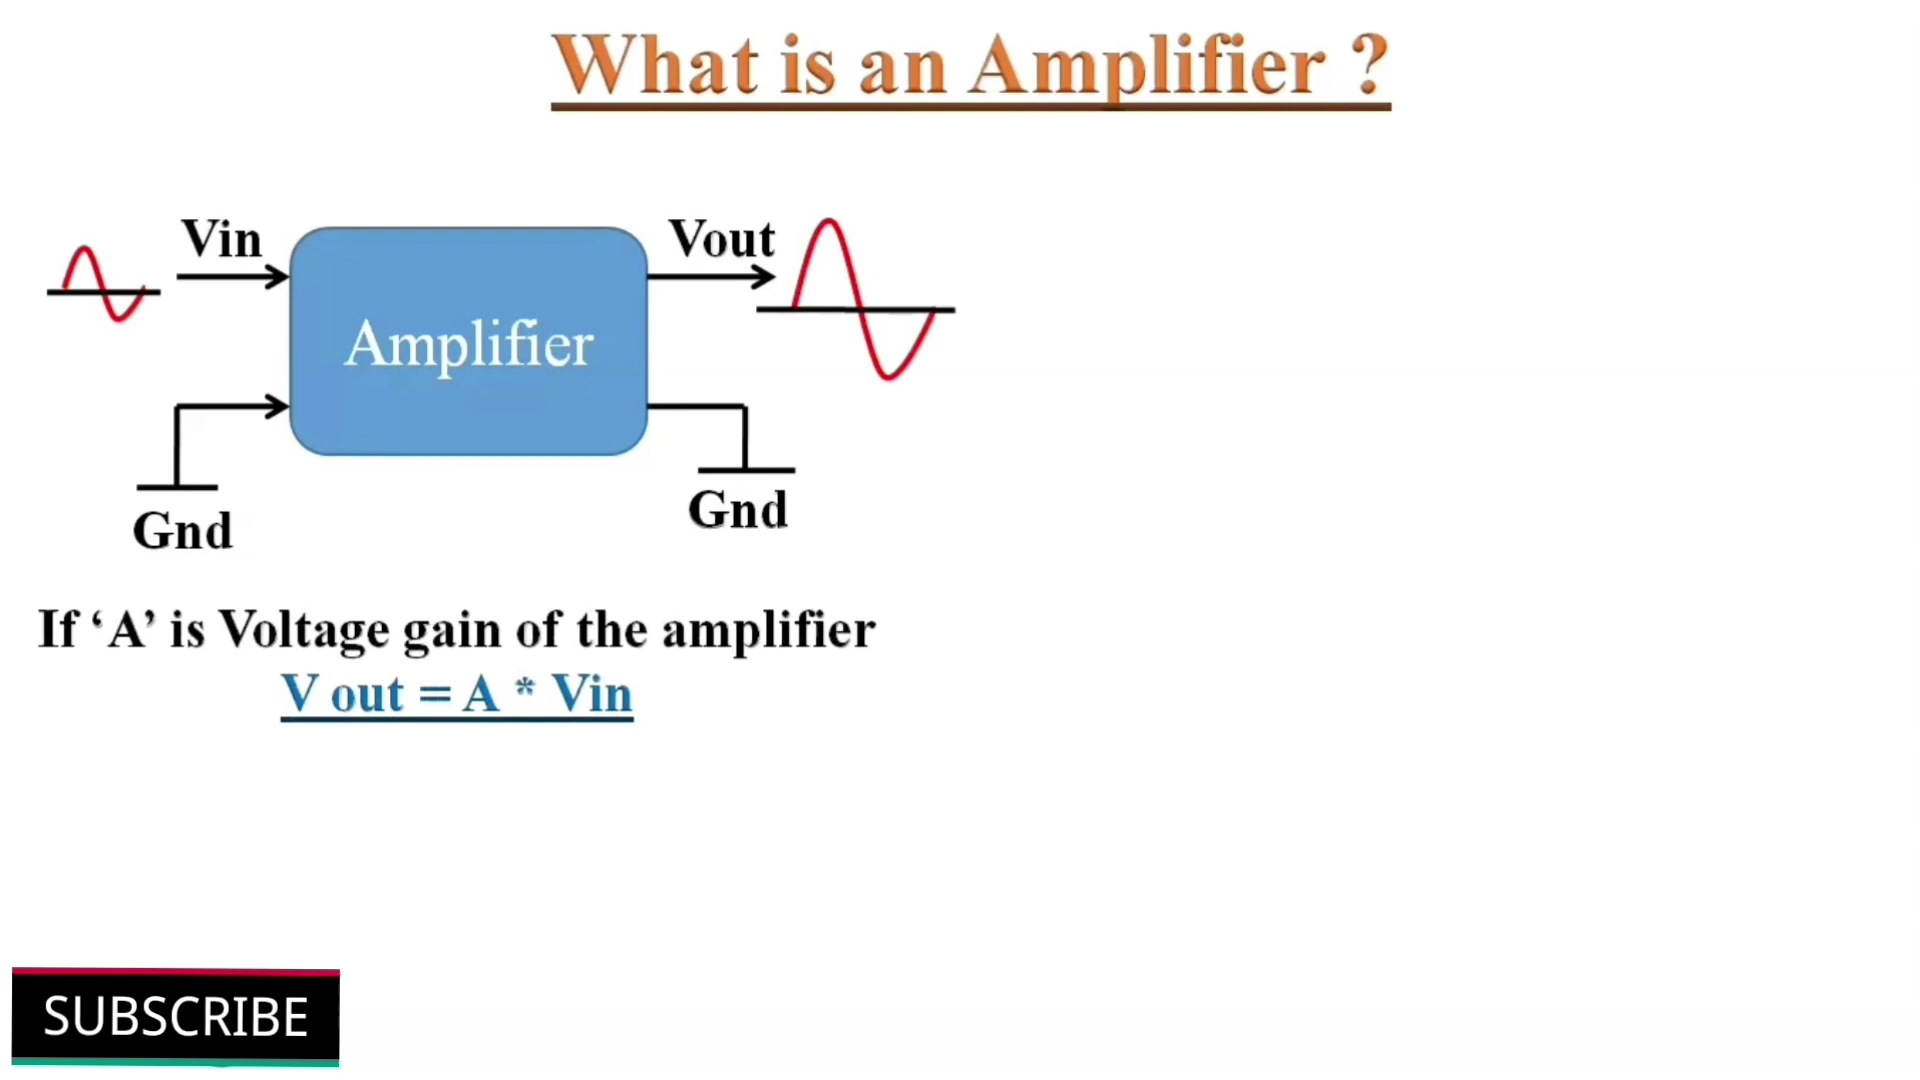 What is an Amplifier ?
Vin
Vout
Amplifier
Gnd
Gnd
If ‘A’ is Voltage gain of the amplifier
V out = A * Vin
SUBSCRIBE